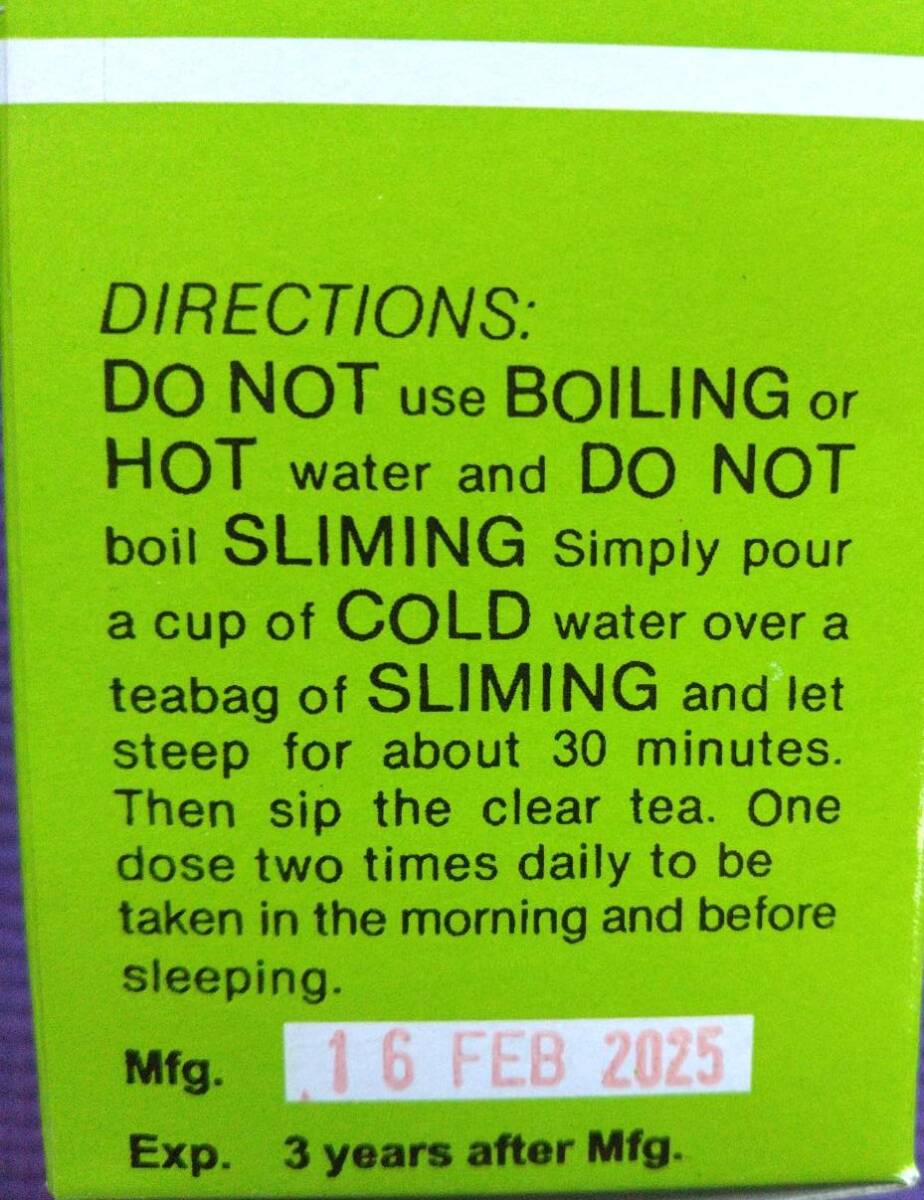 DIRECTIONS:
DO NOT use BOILING or
HOT water and DO NOT
boil SLIMING Simply pour
a cup of COLD water over a
teabag of SLIMING and let
steep for about 30 minutes.
Then sip the clear tea. One
dose two times daily to be
taken in the morning and before
sleeping.
Mfg. 16 FEB 2025
Exp. 3 years after Mfg.